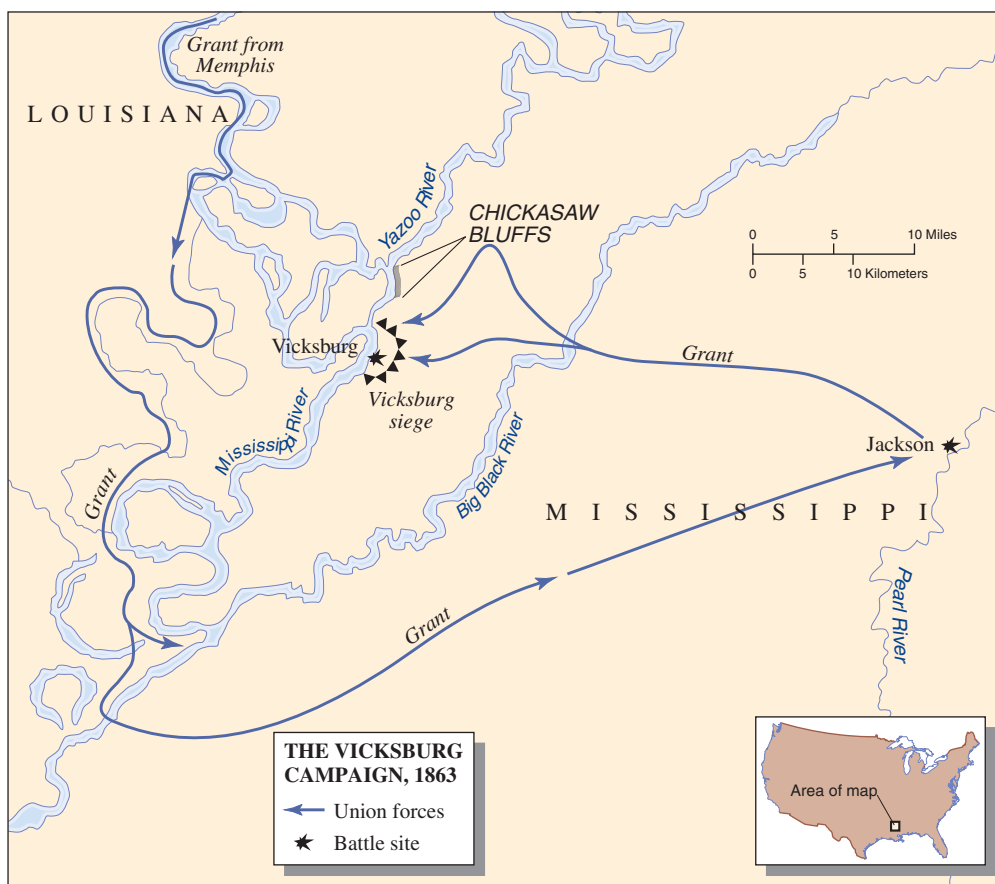 Grant from
Memphis
LOUISIANA
Yazoo River
CHICKASAW
BLUFFS
0 5 10 Miles
0 5 10 Kilometers
Vicksburg
Vicksburg
siege
Grant
Mississippi River
Jackson
Big Black River
Grant
MISSISSIPPI
Grant
Pearl River
THE VICKSBURG
CAMPAIGN, 1863
Union forces
Battle site
Area of map